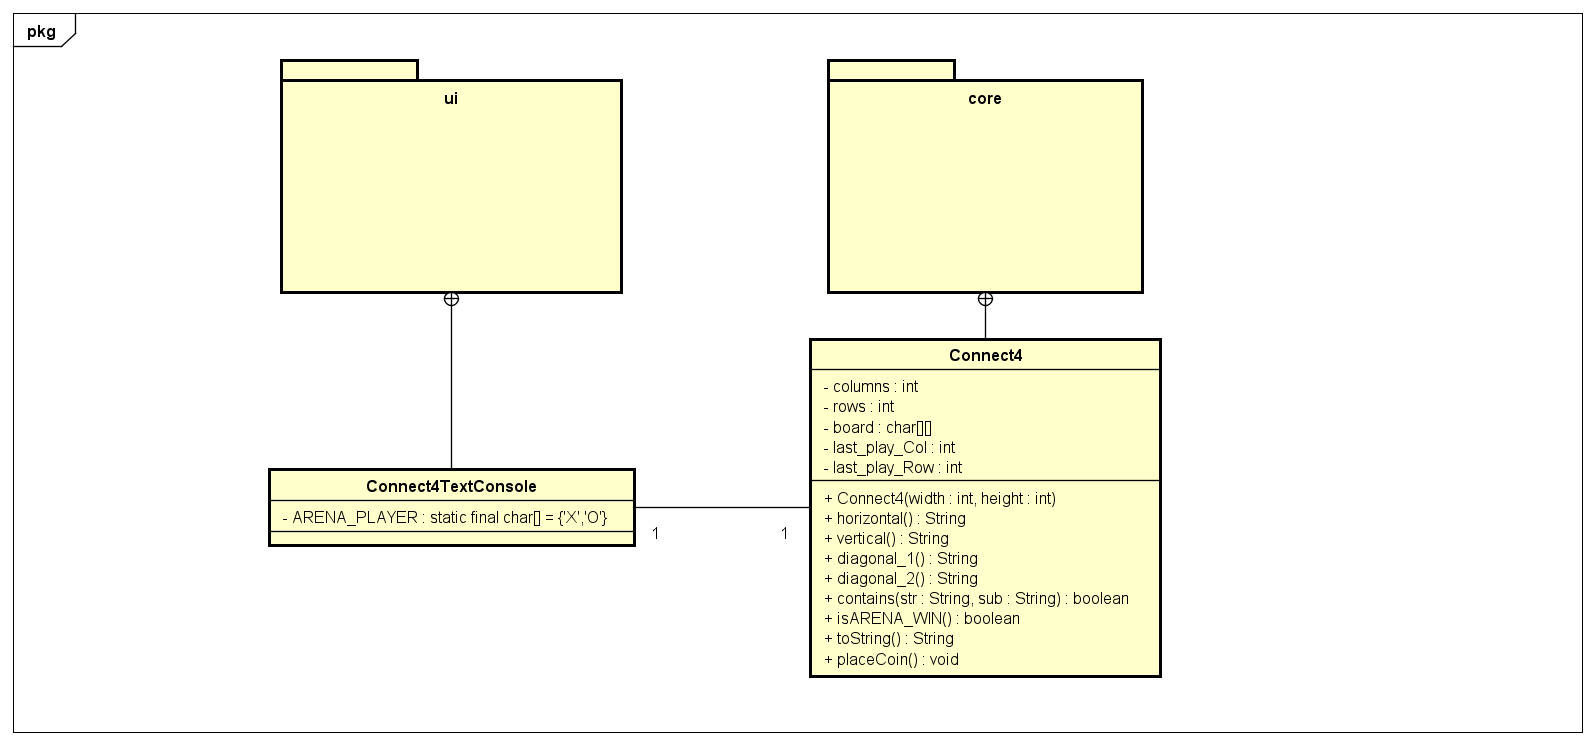 pkg
ui
core
Connect4
- columns : int
- rows : int
- board : char[][]
- last_play_Col : int
- last_play_Row : int
+ Connect4(width : int, height : int)
+ horizontal() : String
+ vertical() : String
+ diagonal_1() : String
+ diagonal_2() : String
+ contains(str : String, sub : String) : boolean
+ isARENA_WIN() : boolean
+ toString() : String
+ placeCoin() : void
Connect4TextConsole
- ARENA_PLAYER : static final char[] = {'X','O'}
1
1